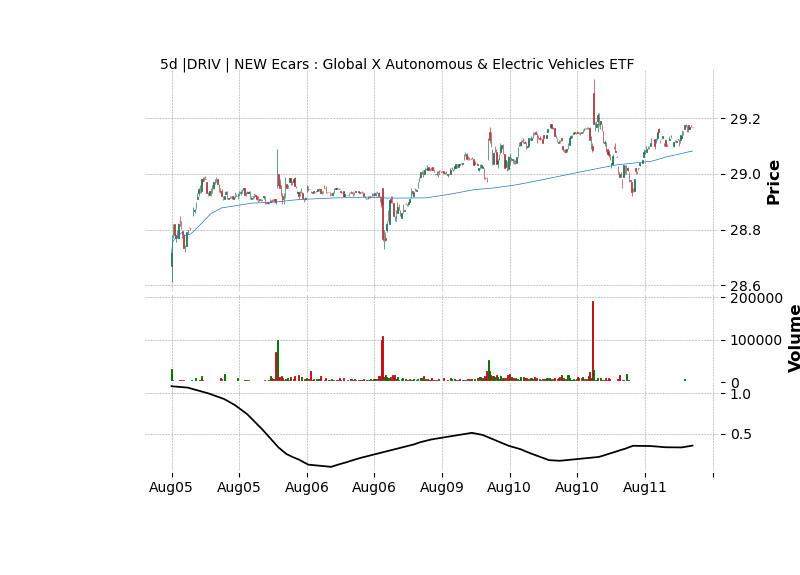 5d |DRIV | NEW Ecars : Global X Autonomous & Electric Vehicles ETF
29.2
29.0
28.8
28.6
Price
200000
100000
0
Volume
1.0
0.5
Aug05 Aug05 Aug06 Aug06 Aug09 Aug10 Aug10 Aug11